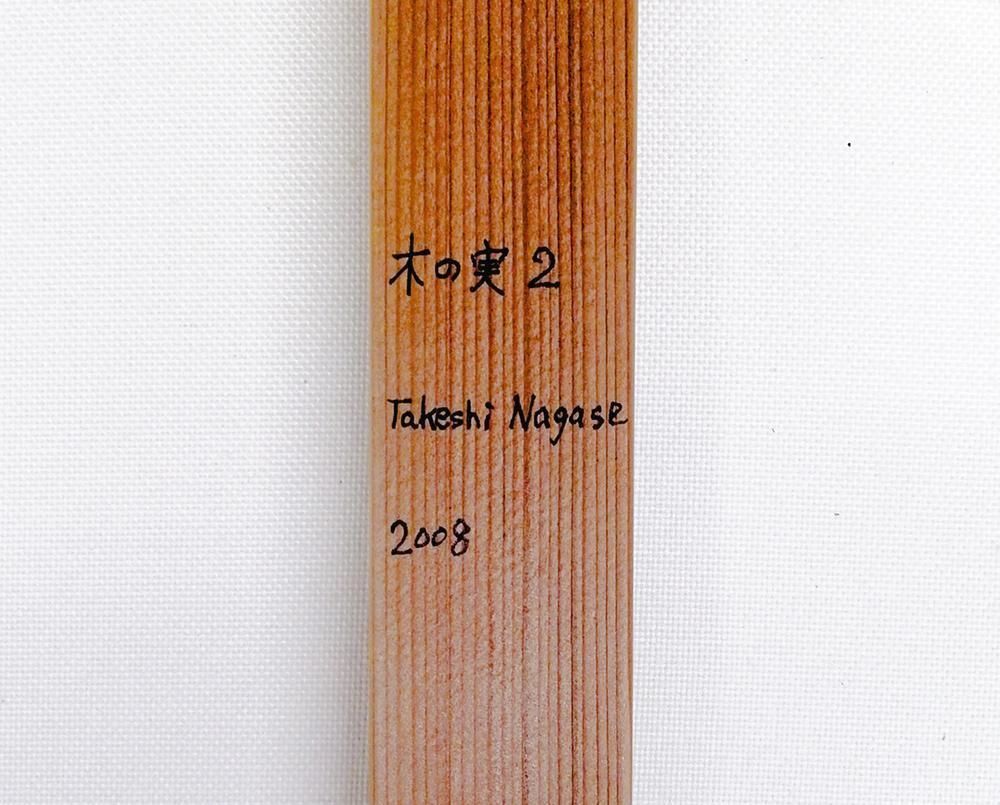 木の実 2
Takeshi Nagase
2008